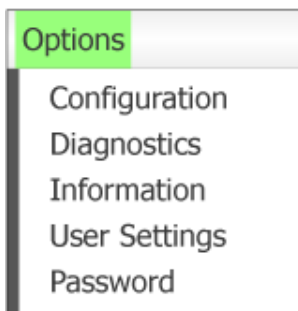 Options
Configuration
Diagnostics
Information
User Settings
Password